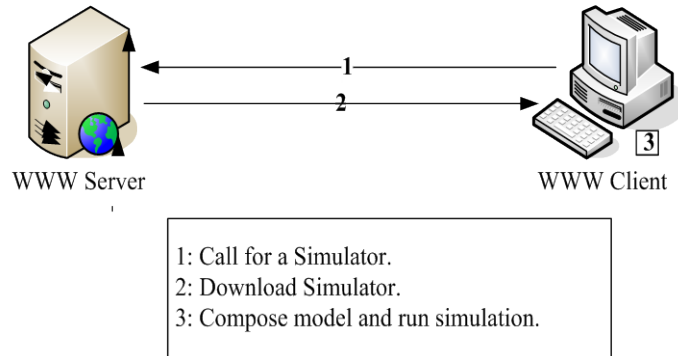 1
2
3
WWW Server
WWW Client
1: Call for a Simulator.
2: Download Simulator.
3: Compose model and run simulation.